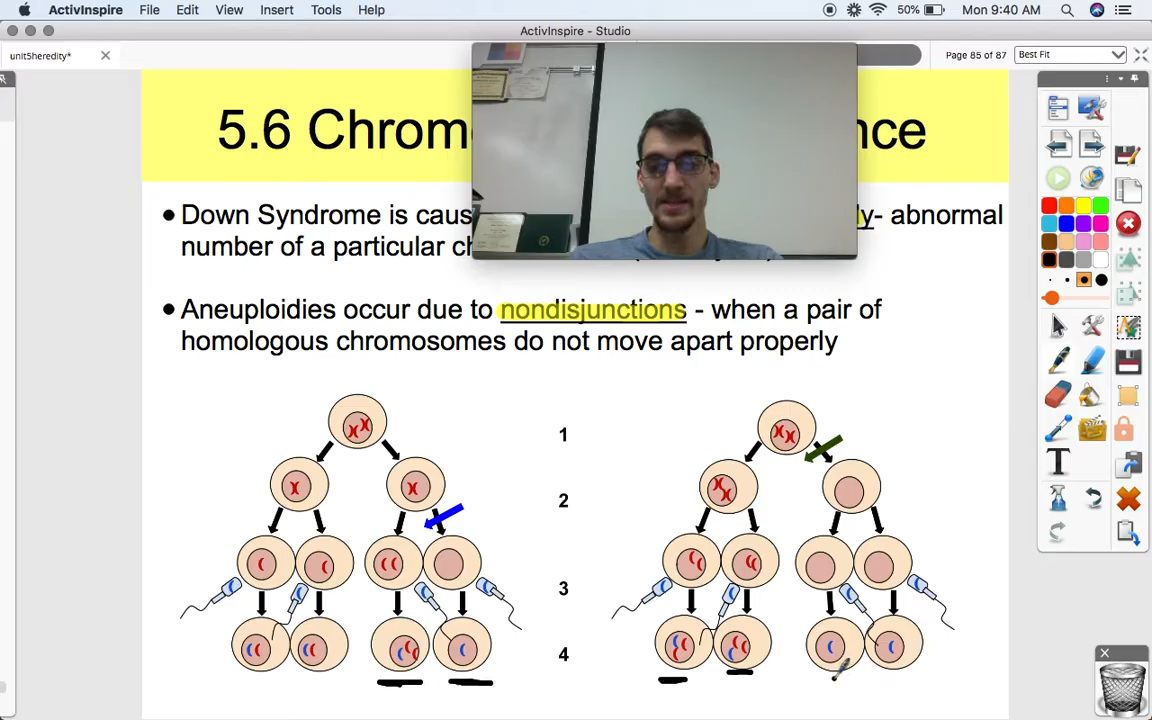 ActivInspire File Edit View Insert Tools Help 50% Mon 9:40 AM
ActivInspire - Studio
unit5heredity* Page 85 of 87 Best Fit
5.6 Chrom nce
Down Syndrome is caus y- abnormal
number of a particular ch
Aneuploidies occur due to nondisjunctions - when a pair of
homologous chromosomes do not move apart properly
1
2
3
4
T